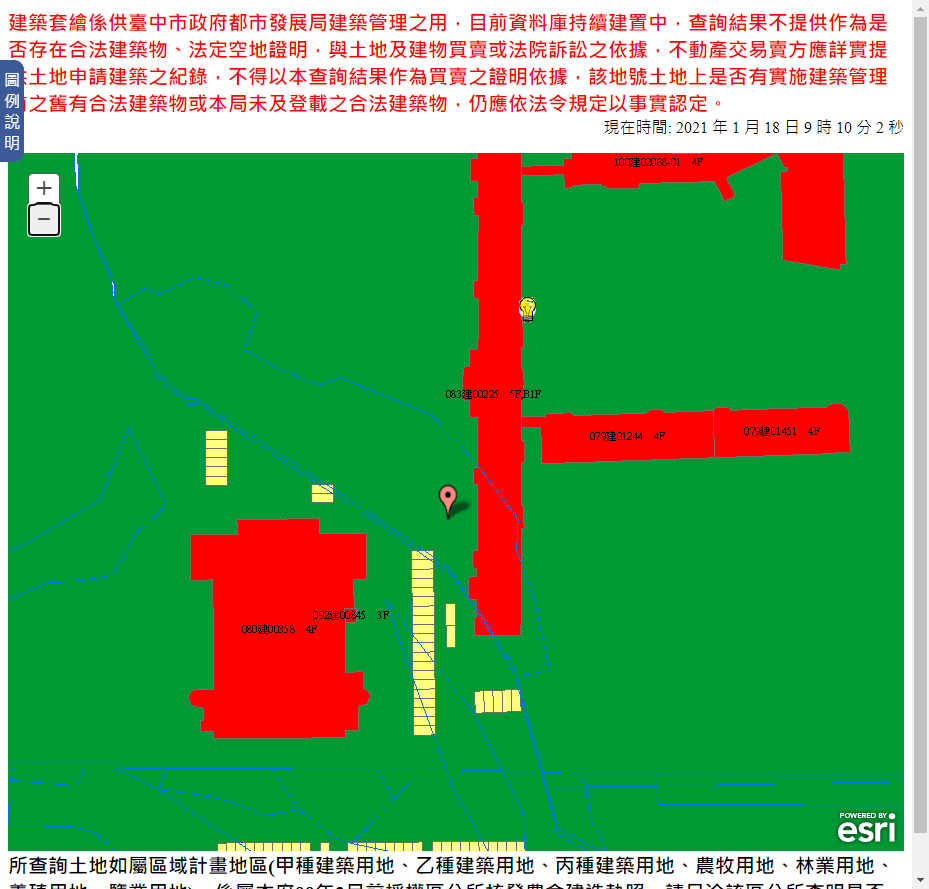 建築套繪係供臺中市政府都市發展局建築管理之用，目前資料庫持續建置中，查詢結果不提供作為是
否存在合法建築物、法定空地證明，與土地及建物買賣或法院訴訟之依據，不動產交易賣方應詳實提
土地申請建築之紀錄，不得以本查詢結果作為買賣之證明依據，該地號土地上是否有實施建築管理
之舊有合法建築物或本局未及登載之合法建築物，仍應依法令規定以事實認定。
圖例說明
現在時間: 2021 年 1 月 18 日 9 時 10 分 2 秒
+
−
100建02068-01 4F
083建00225 5F,B1F
079建01244 4F
079建01451 4F
092建00845 3F
080建00858 4F
POWERED BY
esri
所查詢土地如屬區域計畫地區(甲種建築用地、乙種建築用地、丙種建築用地、農牧用地、林業用地、